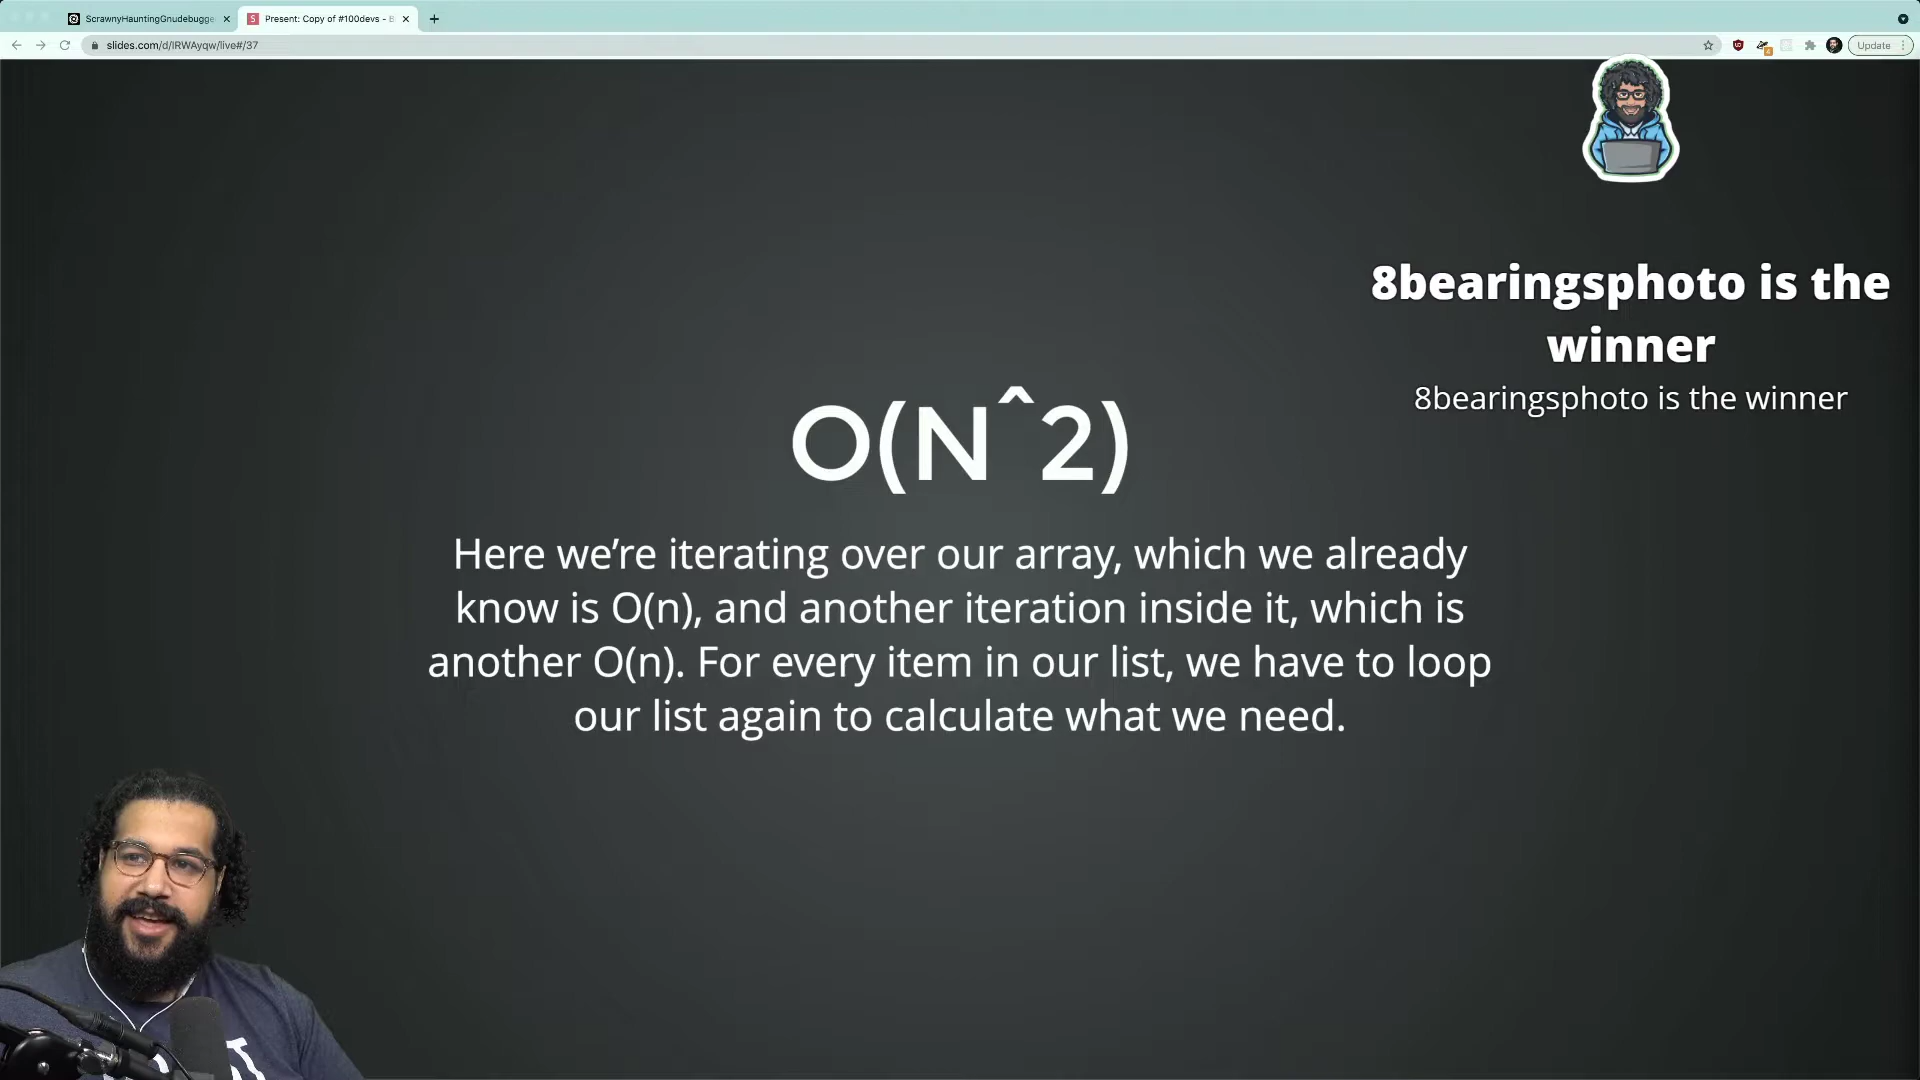 ScrawnyHauntingGnudebugge
Present: Copy of #100devs - B
slides.com/d/IRWAyqw/live#/37
Update
8bearingsphoto is the
winner
8bearingsphoto is the winner
O(N^2)
Here we’re iterating over our array, which we already
know is O(n), and another iteration inside it, which is
another O(n). For every item in our list, we have to loop
our list again to calculate what we need.